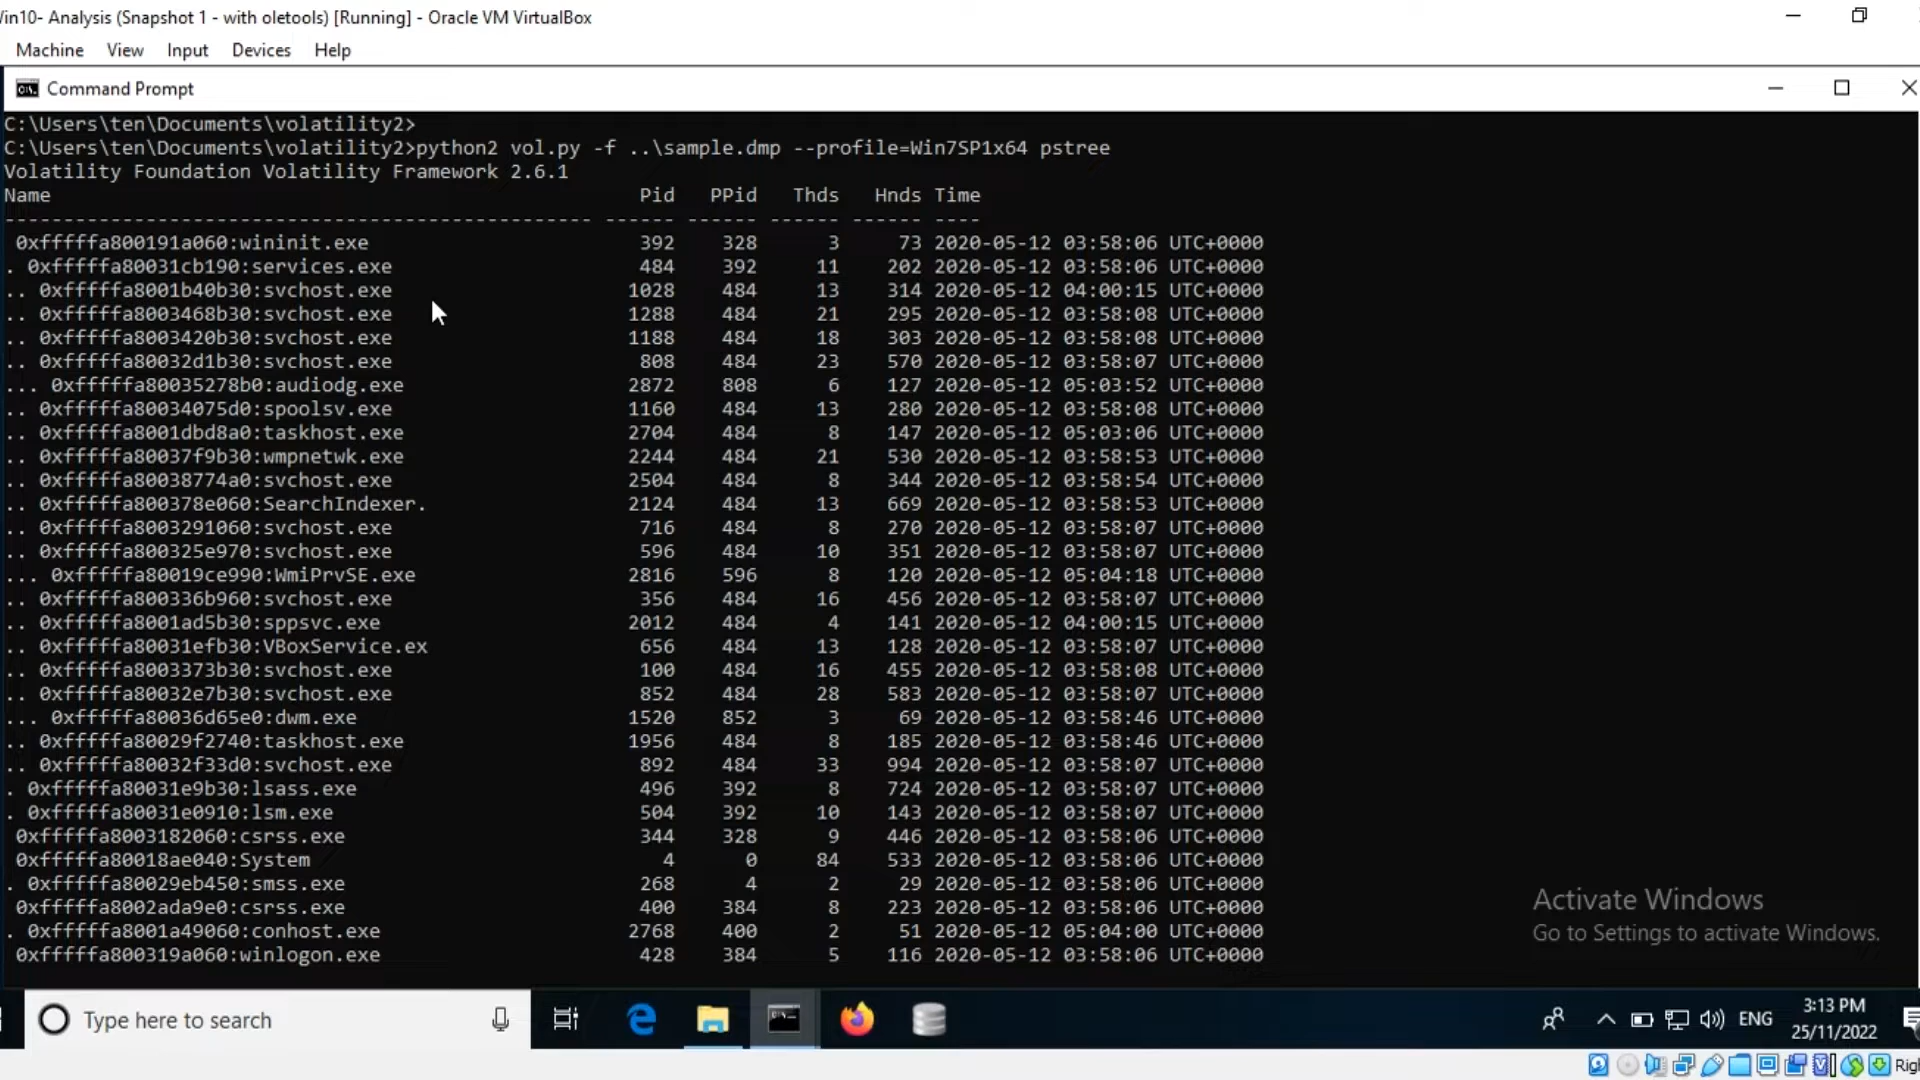 in10- Analysis (Snapshot 1 - with oletools) [Running] - Oracle VM VirtualBox
Machine View Input Devices Help
Command Prompt
C:\Users\ten\Documents\volatility2>
C:\Users\ten\Documents\volatility2>python2 vol.py -f ..\sample.dmp --profile=Win7SP1x64 pstree
Volatility Foundation Volatility Framework 2.6.1
Name Pid PPid Thds Hnds Time
-------------------------------------------------- ------ ------ ------ ------ ----
0xfffffa800191a060:wininit.exe 392 328 3 73 2020-05-12 03:58:06 UTC+0000
. 0xfffffa80031cb190:services.exe 484 392 11 202 2020-05-12 03:58:06 UTC+0000
.. 0xfffffa8001b40b30:svchost.exe 1028 484 13 314 2020-05-12 04:00:15 UTC+0000
.. 0xfffffa8003468b30:svchost.exe 1288 484 21 295 2020-05-12 03:58:08 UTC+0000
.. 0xfffffa8003420b30:svchost.exe 1188 484 18 303 2020-05-12 03:58:08 UTC+0000
.. 0xfffffa80032d1b30:svchost.exe 808 484 23 570 2020-05-12 03:58:07 UTC+0000
... 0xfffffa80035278b0:audiodg.exe 2872 808 6 127 2020-05-12 05:03:52 UTC+0000
.. 0xfffffa80034075d0:spoolsv.exe 1160 484 13 280 2020-05-12 03:58:08 UTC+0000
.. 0xfffffa8001dbd8a0:taskhost.exe 2704 484 8 147 2020-05-12 05:03:06 UTC+0000
.. 0xfffffa80037f9b30:wmpnetwk.exe 2244 484 21 530 2020-05-12 03:58:53 UTC+0000
.. 0xfffffa80038774a0:svchost.exe 2504 484 8 344 2020-05-12 03:58:54 UTC+0000
.. 0xfffffa800378e060:SearchIndexer. 2124 484 13 669 2020-05-12 03:58:53 UTC+0000
.. 0xfffffa8003291060:svchost.exe 716 484 8 270 2020-05-12 03:58:07 UTC+0000
.. 0xfffffa800325e970:svchost.exe 596 484 10 351 2020-05-12 03:58:07 UTC+0000
... 0xfffffa80019ce990:WmiPrvSE.exe 2816 596 8 120 2020-05-12 05:04:18 UTC+0000
.. 0xfffffa800336b960:svchost.exe 356 484 16 456 2020-05-12 03:58:07 UTC+0000
.. 0xfffffa8001ad5b30:sppsvc.exe 2012 484 4 141 2020-05-12 04:00:15 UTC+0000
.. 0xfffffa80031efb30:VBoxService.ex 656 484 13 128 2020-05-12 03:58:07 UTC+0000
.. 0xfffffa8003373b30:svchost.exe 100 484 16 455 2020-05-12 03:58:08 UTC+0000
.. 0xfffffa80032e7b30:svchost.exe 852 484 28 583 2020-05-12 03:58:07 UTC+0000
... 0xfffffa80036d65e0:dwm.exe 1520 852 3 69 2020-05-12 03:58:46 UTC+0000
.. 0xfffffa80029f2740:taskhost.exe 1956 484 8 185 2020-05-12 03:58:46 UTC+0000
.. 0xfffffa80032f33d0:svchost.exe 892 484 33 994 2020-05-12 03:58:07 UTC+0000
. 0xfffffa80031e9b30:lsass.exe 496 392 8 724 2020-05-12 03:58:07 UTC+0000
. 0xfffffa80031e0910:lsm.exe 504 392 10 143 2020-05-12 03:58:07 UTC+0000
0xfffffa8003182060:csrss.exe 344 328 9 446 2020-05-12 03:58:06 UTC+0000
0xfffffa80018ae040:System 4 0 84 533 2020-05-12 03:58:06 UTC+0000
. 0xfffffa80029eb450:smss.exe 268 4 2 29 2020-05-12 03:58:06 UTC+0000
0xfffffa8002ada9e0:csrss.exe 400 384 8 223 2020-05-12 03:58:06 UTC+0000
. 0xfffffa8001a49060:conhost.exe 2768 400 2 51 2020-05-12 05:04:00 UTC+0000
0xfffffa800319a060:winlogon.exe 428 384 5 116 2020-05-12 03:58:06 UTC+0000
Activate Windows
Go to Settings to activate Windows.
Type here to search
ENG
3:13 PM
25/11/2022
Rig